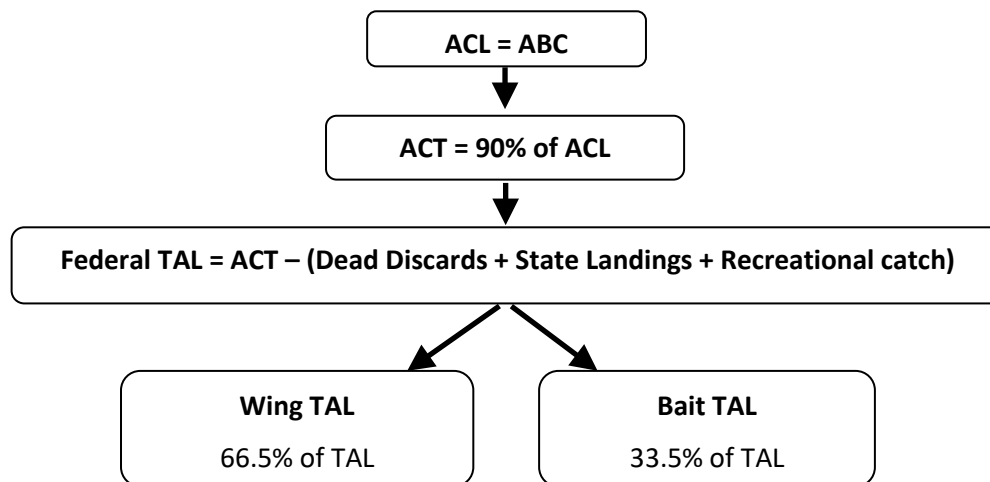 ACL = ABC
ACT = 90% of ACL
Federal TAL = ACT – (Dead Discards + State Landings + Recreational catch)
Wing TAL
66.5% of TAL
Bait TAL
33.5% of TAL